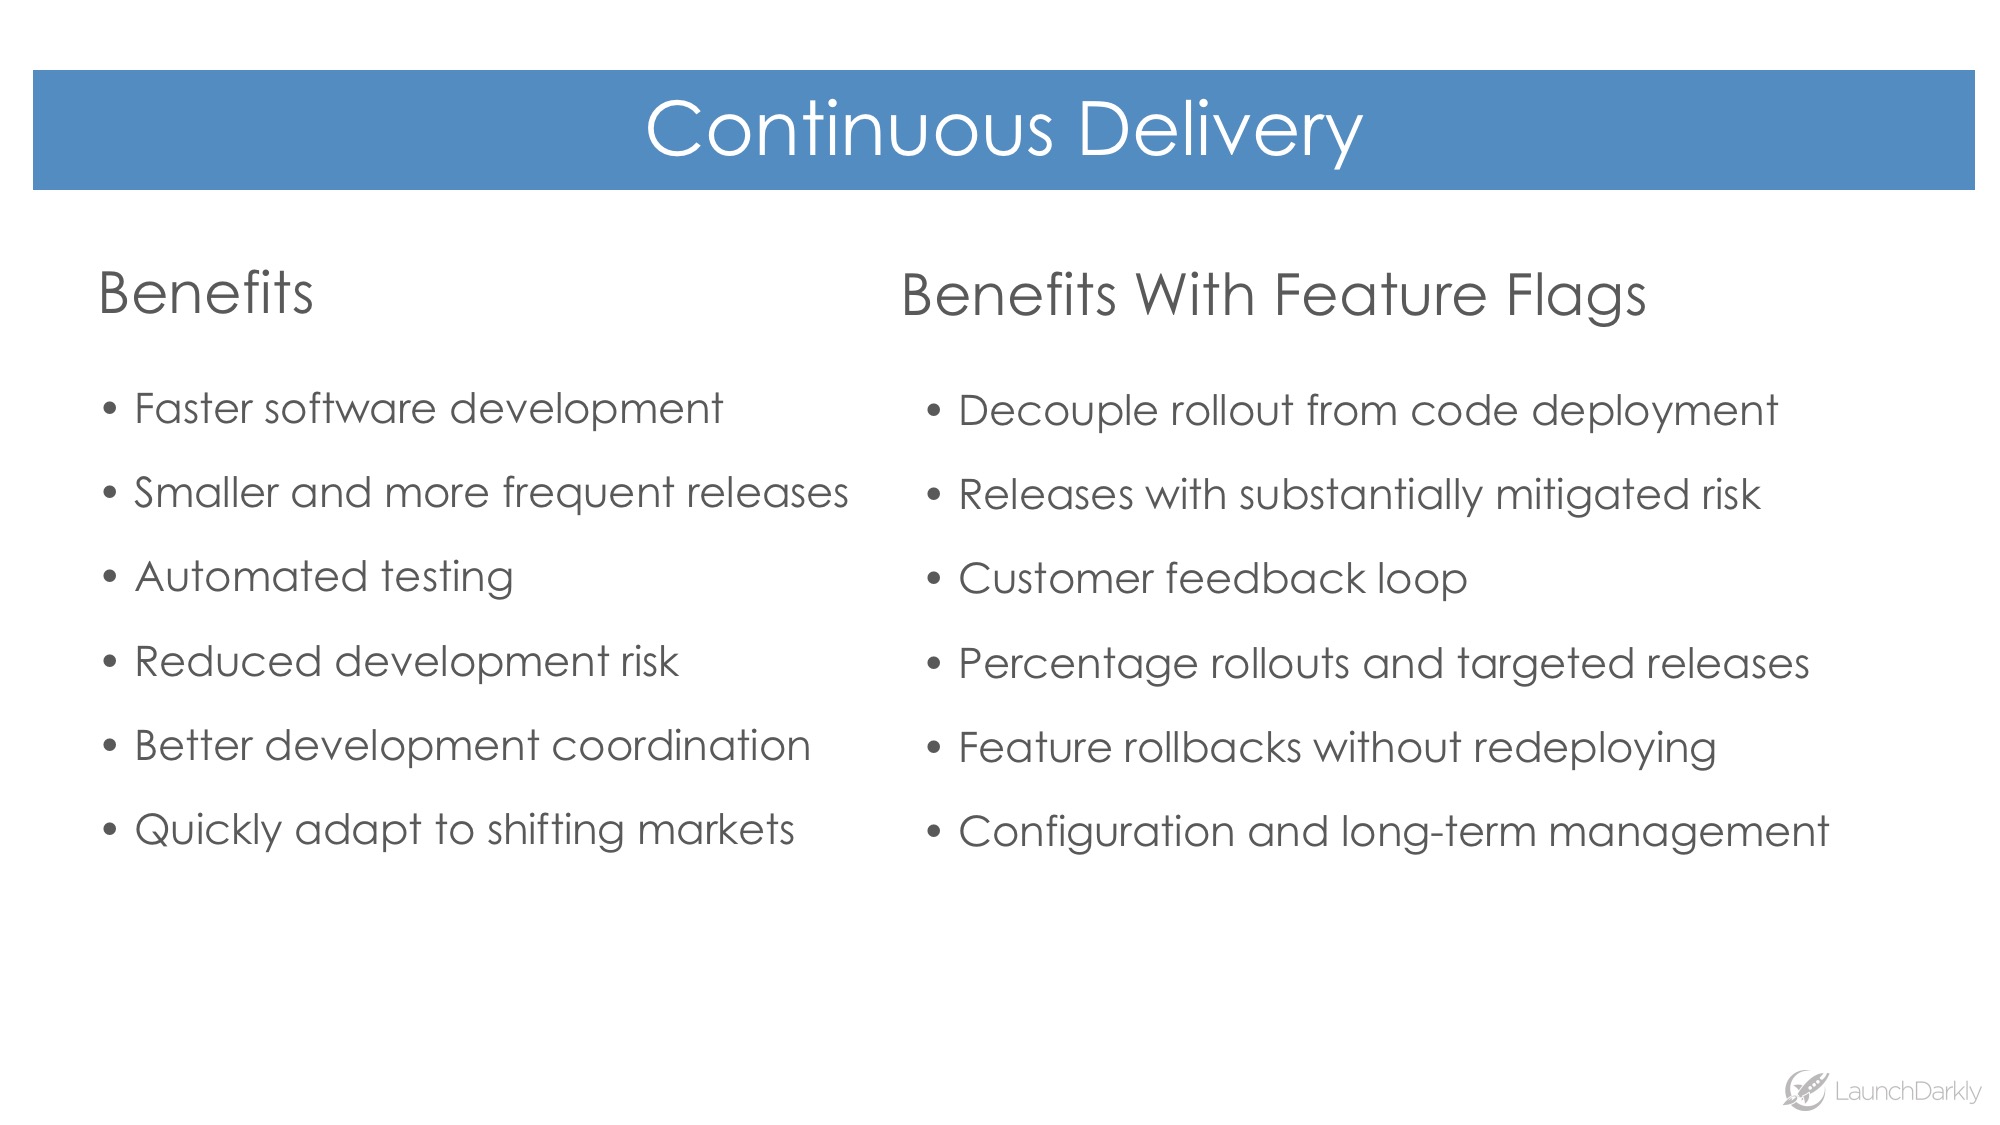 Continuous Delivery
Benefits
• Faster software development
• Smaller and more frequent releases
• Automated testing
• Reduced development risk
• Better development coordination
• Quickly adapt to shifting markets
Benefits With Feature Flags
• Decouple rollout from code deployment
• Releases with substantially mitigated risk
• Customer feedback loop
• Percentage rollouts and targeted releases
• Feature rollbacks without redeploying
• Configuration and long-term management
LaunchDarkly